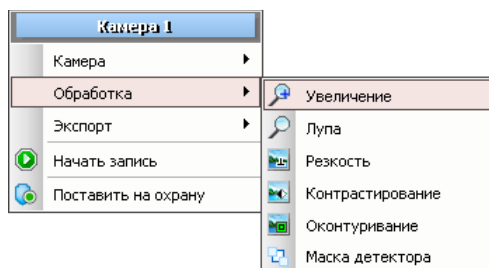 Камера 1
Камера
Обработка
Экспорт
Начать запись
Поставить на охрану
Увеличение
Лупа
Резкость
Контрастирование
Оконтуривание
Маска детектора